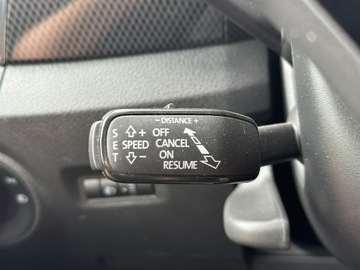 − DISTANCE +
S ⇧+ OFF
E SPEED CANCEL
T ⇩− ON
RESUME